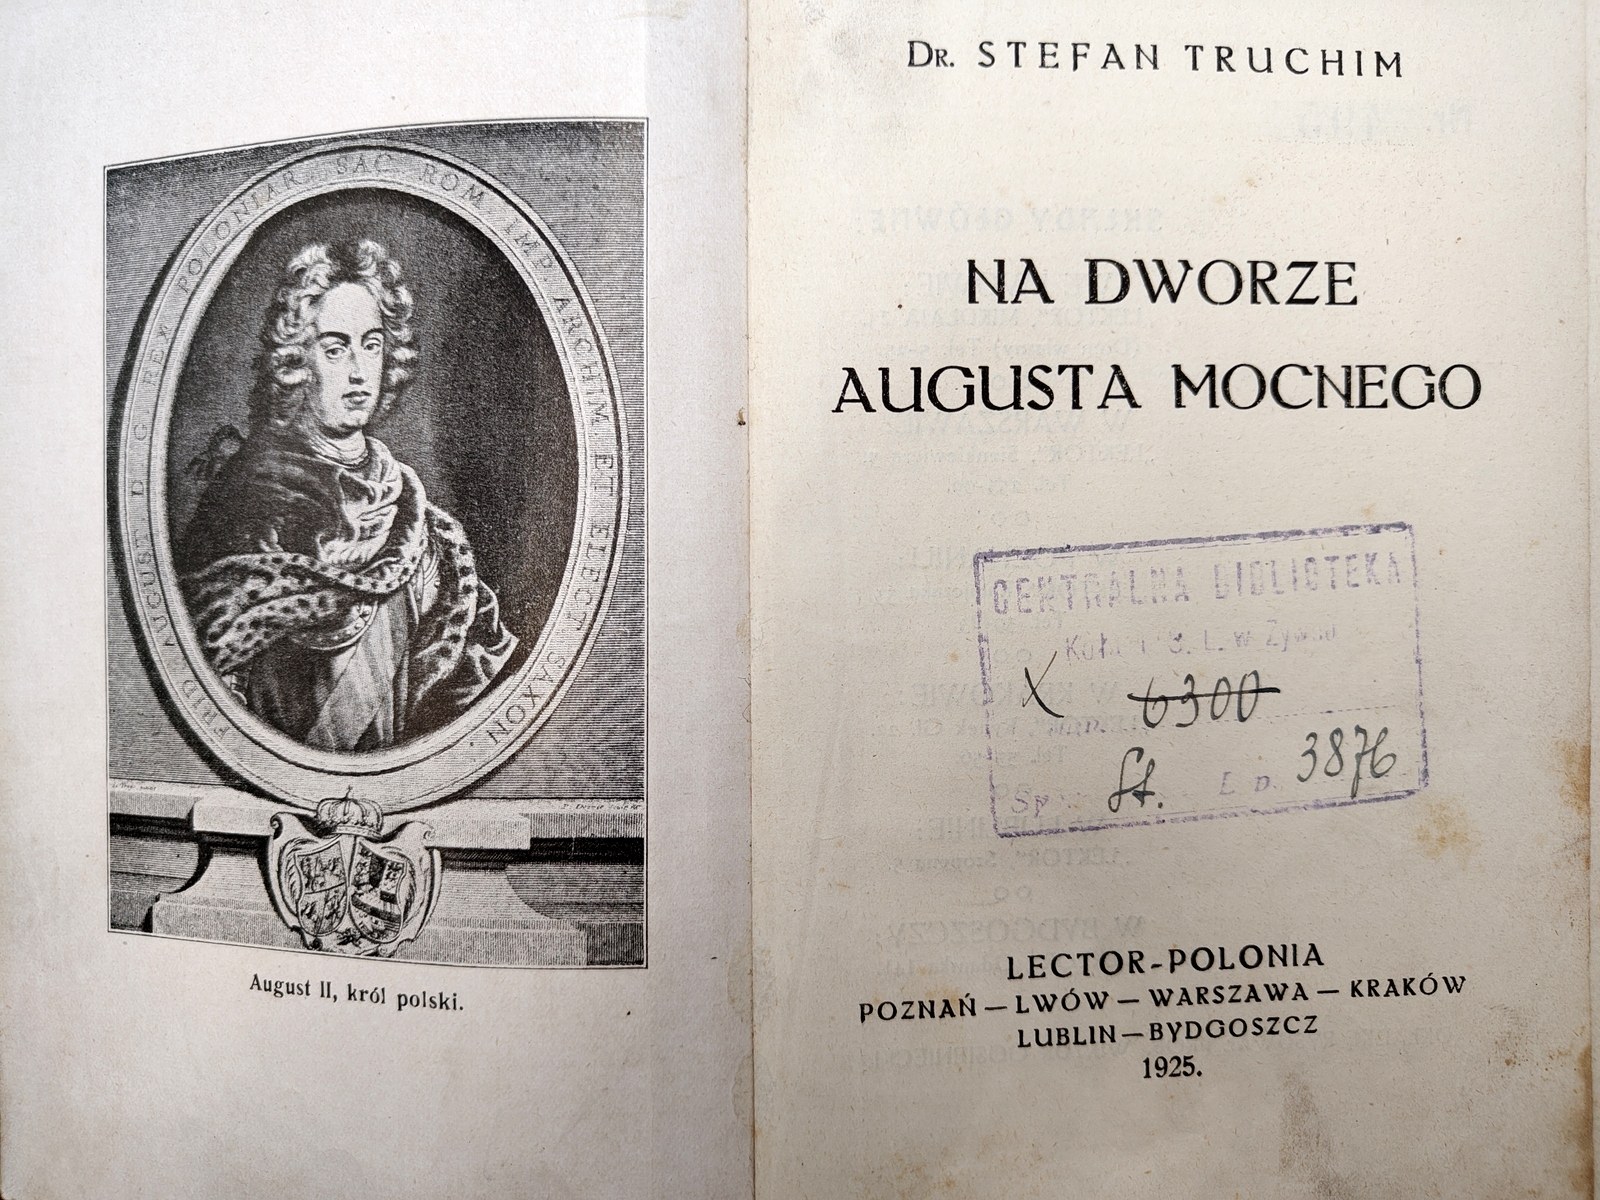 FRID. AUGUST D. G. REX POLONIAR. SAC. ROM. IMP. ARCHIM. ET ELECT. SAXON.
August II, król polski.
DR. STEFAN TRUCHIM
NA DWORZE
AUGUSTA MOCNEGO
CENTRALNA BIBLIOTEKA
S. L. w
X 6300
St. L. p. 3876
LECTOR-POLONIA
POZNAŃ — LWÓW — WARSZAWA — KRAKÓW
LUBLIN — BYDGOSZCZ
1925.